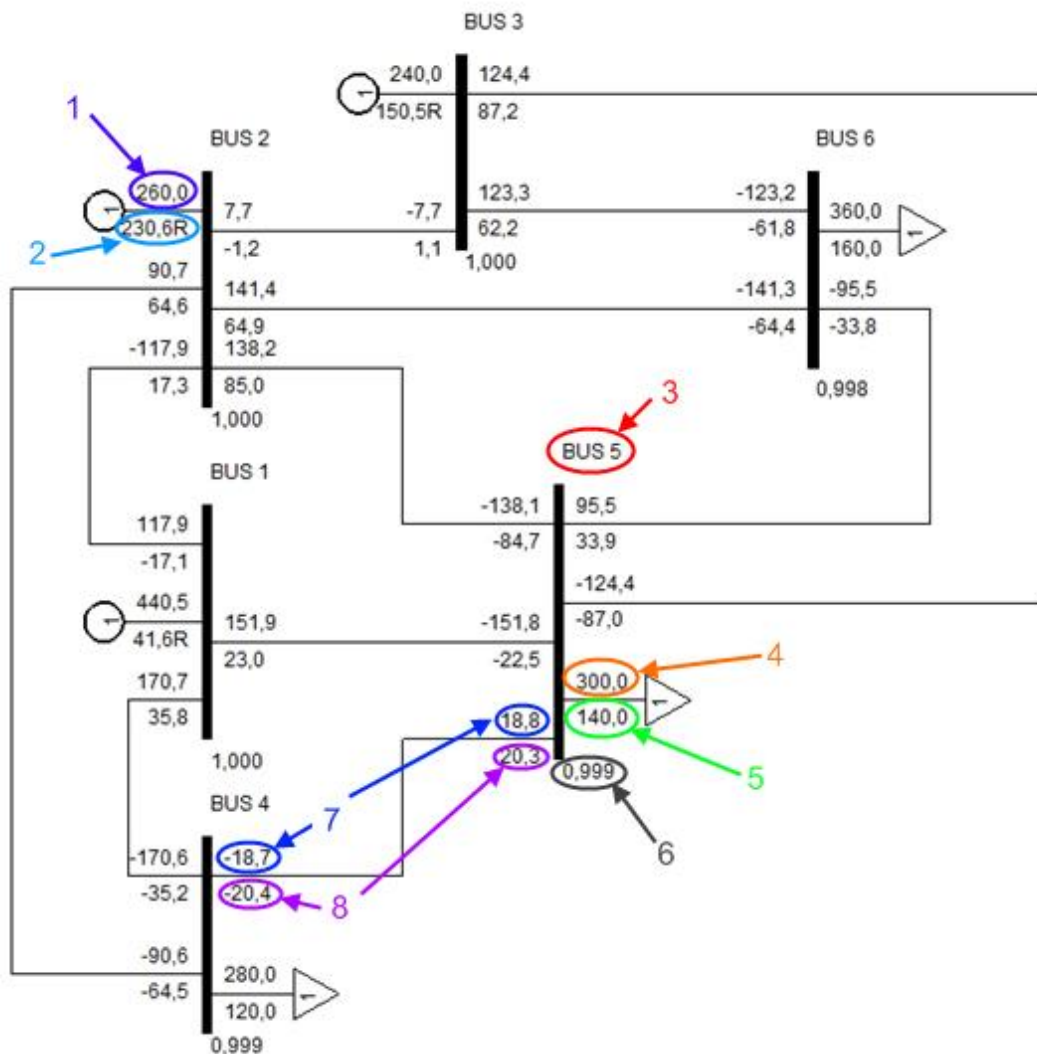 BUS 3
240,0 124,4
1
150,5R 87,2
1
BUS 2
BUS 6
260,0
123,3 -123,2
1
7,7 -7,7 360,0
230,6R
62,2 -61,8 1
2
-1,2 1,1 160,0
1,000
90,7
141,4 -141,3 -95,5
64,6
64,9 -64,4 -33,8
-117,9 138,2
17,3 85,0
0,998
3
1,000
BUS 5
BUS 1
-138,1 95,5
117,9
-84,7 33,9
-17,1
-124,4
440,5
151,9 -151,8 -87,0
1
41,6R
23,0 -22,5
4
300,0
170,7
1
35,8
18,8 140,0
20,3
1,000
0,999
5
BUS 4
7
6
-170,6 -18,7
-35,2 -20,4
8
-90,6
280,0
-64,5 1
120,0
0,999